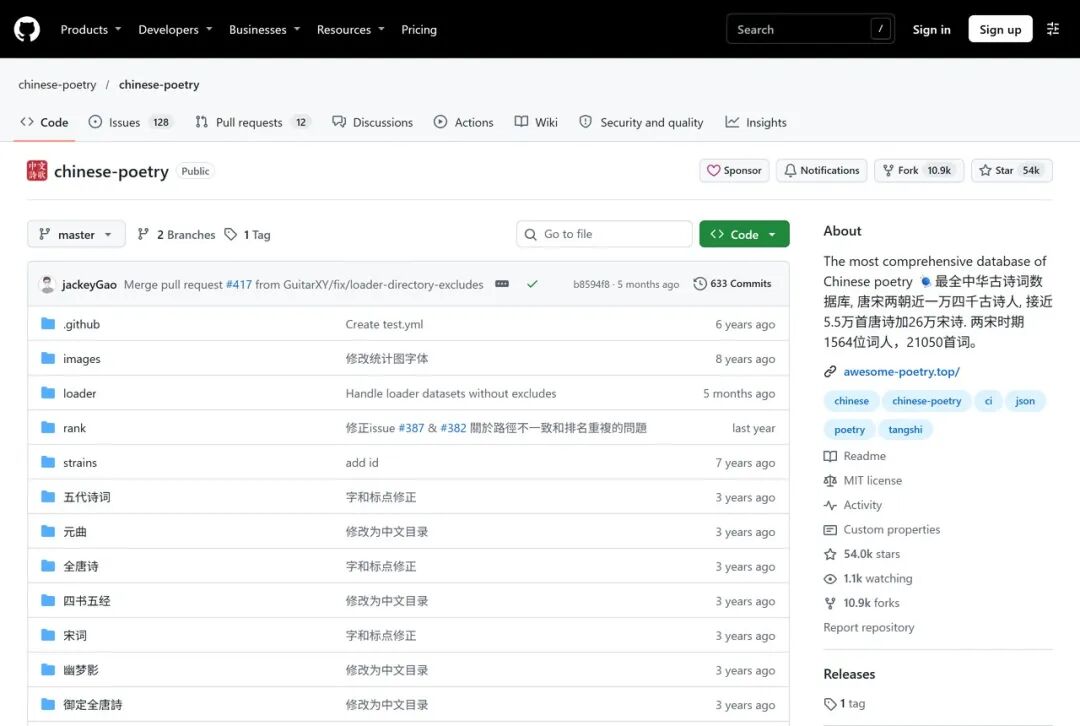 Products Developers Businesses Resources Pricing Search / Sign in Sign up
chinese-poetry / chinese-poetry
Code Issues 128 Pull requests 12 Discussions Actions Wiki Security and quality Insights
中文
詩歌
chinese-poetry Public Sponsor Notifications Fork 10.9k Star 54k
master 2 Branches 1 Tag Go to file Code
jackeyGao Merge pull request #417 from GuitarXY/fix/loader-directory-excludes b8594f8 · 5 months ago 633 Commits
.github Create test.yml 6 years ago
images 修改统计图字体 8 years ago
loader Handle loader datasets without excludes 5 months ago
rank 修正issue #387 & #382 關於路徑不一致和排名重複的問題 last year
strains add id 7 years ago
五代诗词 字和标点修正 3 years ago
元曲 修改为中文目录 3 years ago
全唐诗 字和标点修正 3 years ago
四书五经 修改为中文目录 3 years ago
宋词 字和标点修正 3 years ago
幽梦影 修改为中文目录 3 years ago
御定全唐詩 修改为中文目录 3 years ago
About
The most comprehensive database of
Chinese poetry 🧶最全中华古诗词数
据库, 唐宋两朝近一万四千古诗人, 接近
5.5万首唐诗加26万宋诗. 两宋时期
1564位词人，21050首词。
awesome-poetry.top/
chinese chinese-poetry ci json
poetry tangshi
Readme
MIT license
Activity
Custom properties
54.0k stars
1.1k watching
10.9k forks
Report repository
Releases
1 tag